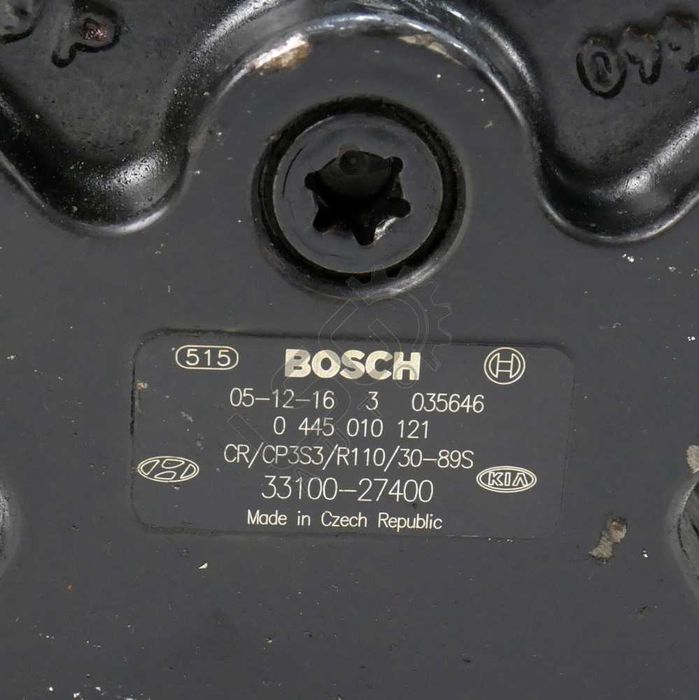 515 BOSCH
05-12-16 3 035646
0 445 010 121
CR/CP3S3/R110/30-89S
33100-27400 KIA
Made in Czech Republic